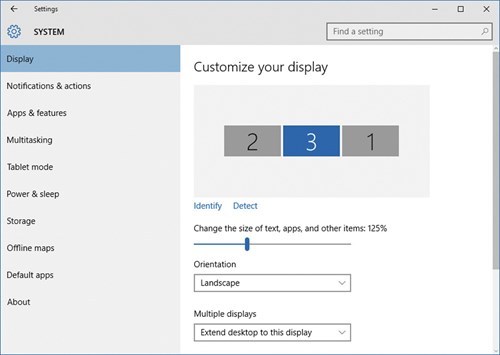 Settings
SYSTEM
Find a setting
Display
Notifications & actions
Apps & features
Multitasking
Tablet mode
Power & sleep
Storage
Offline maps
Default apps
About
Customize your display
2 3 1
Identify Detect
Change the size of text, apps, and other items: 125%
Orientation
Landscape
Multiple displays
Extend desktop to this display